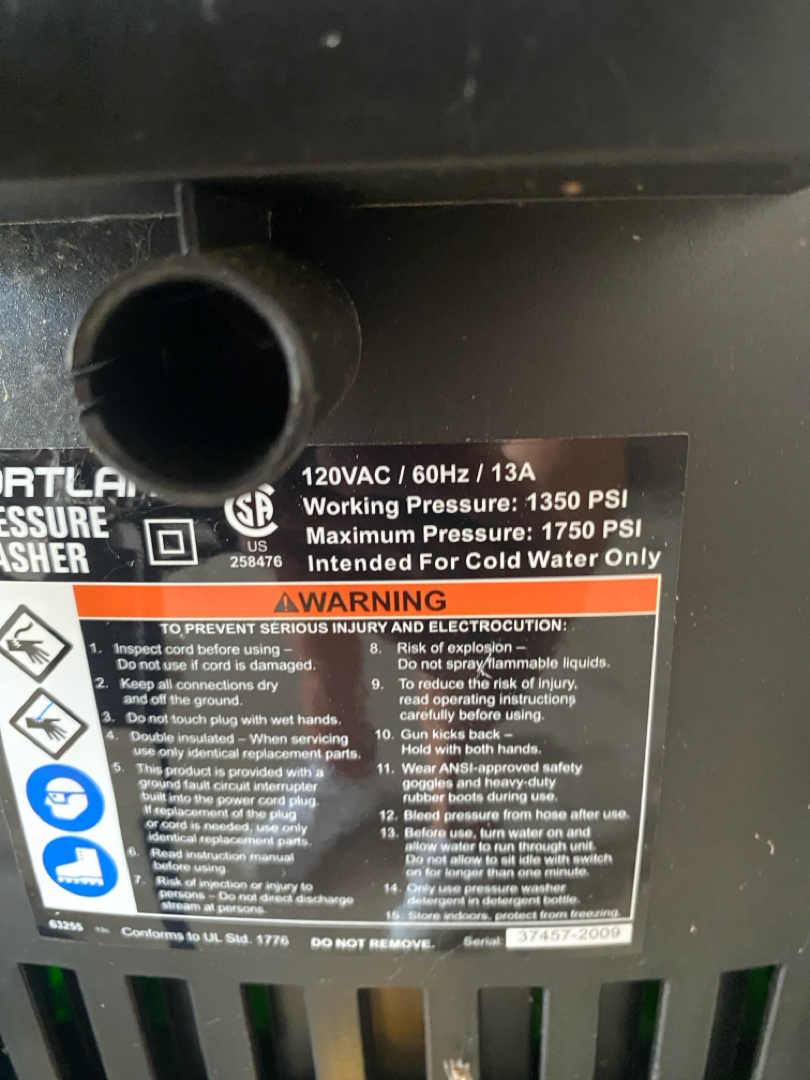 ORTLAN
ESSURE
ASHER
SA
US
258476
120VAC / 60Hz / 13A
Working Pressure: 1350 PSI
Maximum Pressure: 1750 PSI
Intended For Cold Water Only
WARNING
TO PREVENT SERIOUS INJURY AND ELECTROCUTION:
1. Inspect cord before using –
Do not use if cord is damaged.
2. Keep all connections dry
and off the ground.
3. Do not touch plug with wet hands.
4. Double insulated – When servicing
use only identical replacement parts.
5. This product is provided with a
ground fault circuit interrupter
built into the power cord plug.
If replacement of the plug
or cord is needed, use only
identical replacement parts.
6. Read instruction manual
before using.
7. Risk of injection or injury to
persons – Do not direct discharge
stream at persons.
8. Risk of explosion –
Do not spray flammable liquids.
9. To reduce the risk of injury,
read operating instructions
carefully before using.
10. Gun kicks back –
Hold with both hands.
11. Wear ANSI-approved safety
goggles and heavy-duty
rubber boots during use.
12. Bleed pressure from hose after use.
13. Before use, turn water on and
allow water to run through unit.
Do not allow to sit idle with switch
on for longer than one minute.
14. Only use pressure washer
detergent in detergent bottle.
15. Store indoors, protect from freezing.
63255 Conforms to UL Std. 1776 DO NOT REMOVE. Serial: 37457-2009